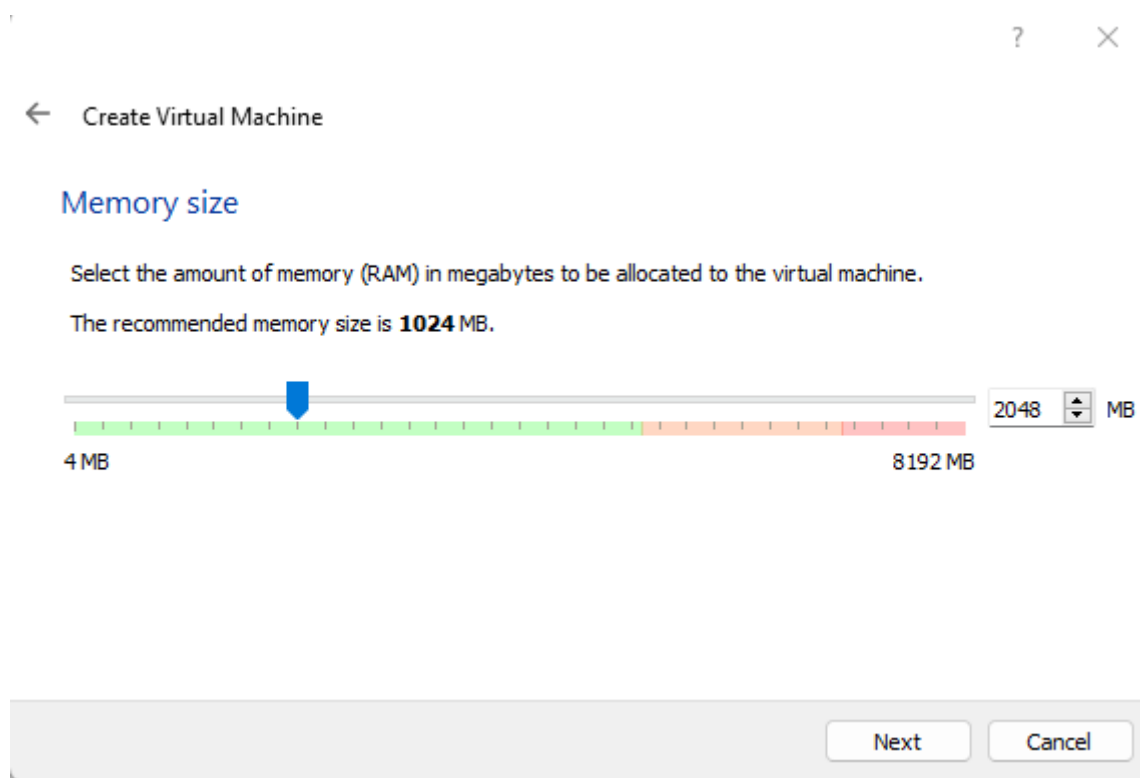 ?
Create Virtual Machine
Memory size
Select the amount of memory (RAM) in megabytes to be allocated to the virtual machine.
The recommended memory size is 1024 MB.
2048 MB
4 MB 8192 MB
Next Cancel